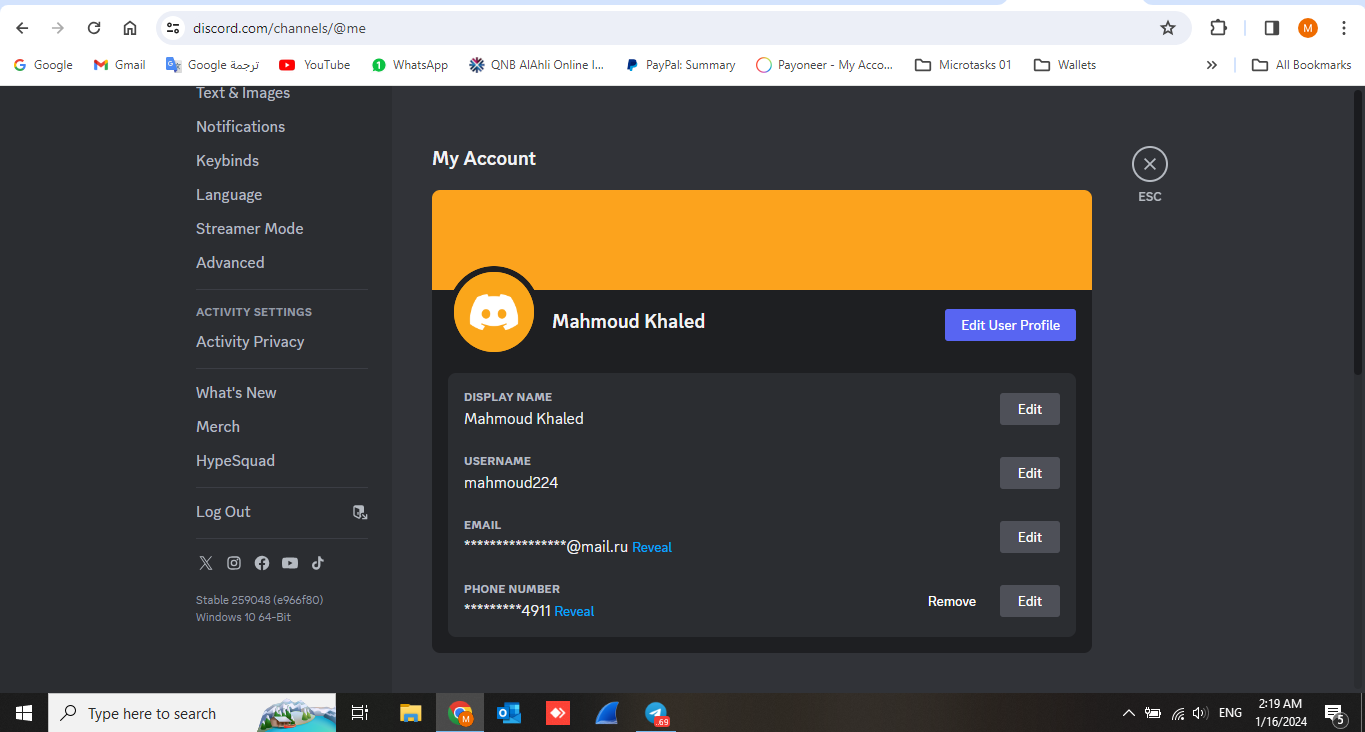 discord.com/channels/@me
M
Google
Gmail
Google ترجمة
YouTube
1
WhatsApp
QNB AlAhli Online I...
PayPal: Summary
Payoneer - My Acco...
Microtasks 01
Wallets
»
All Bookmarks
Text & Images
Notifications
Keybinds
Language
Streamer Mode
Advanced
ACTIVITY SETTINGS
Activity Privacy
What's New
Merch
HypeSquad
Log Out
Stable 259048 (e966f80)
Windows 10 64-Bit
My Account
ESC
Mahmoud Khaled
Edit User Profile
DISPLAY NAME
Mahmoud Khaled
Edit
USERNAME
mahmoud224
Edit
EMAIL
****************@mail.ru Reveal
Edit
PHONE NUMBER
*********4911 Reveal
Remove
Edit
Type here to search
M
.69
ENG
2:19 AM
1/16/2024
5